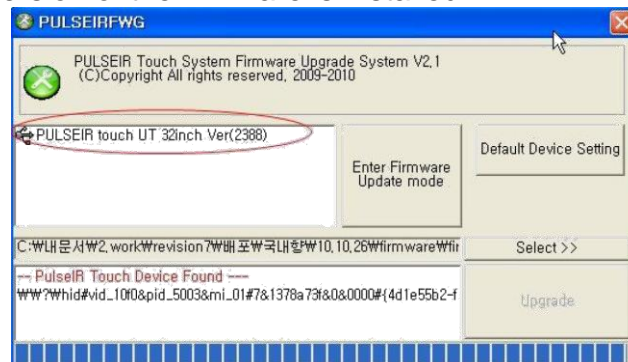 PULSEIRFWG
PULSEIR Touch System Firmware Upgrade System V2,1
(C)Copyright All rights reserved, 2009-2010
PULSEIR touch UT 32inch Ver(2388)
Enter Firmware
Update mode
Default Device Setting
C:₩내문서₩2,work₩revision7₩배포₩국내향₩10,10,26₩firmware₩fir
Select >>
--- PulseIR Touch Device Found ----
₩₩?₩hid#vid_10f0&pid_5003&mi_01#7&1378a73f&0&0000#{4d1e55b2-f
Upgrade